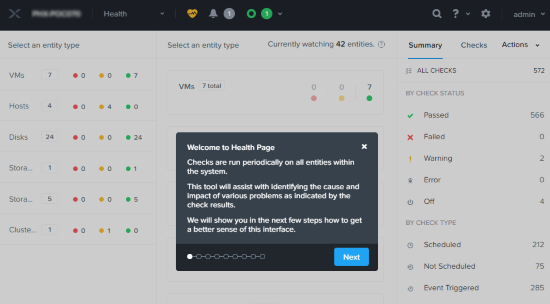 Health
1
1
?
admin
Select an entity type
VMs 7 0 0 7
Hosts 4 0 4 0
Disks 24 0 0 24
Stora... 1 0 0 1
Stora... 5 0 0 5
Cluste... 1 0 1 0
Select an entity type
Currently watching 42 entities. ?
VMs 7 total
0 0 7
Welcome to Health Page
Checks are run periodically on all entities within
the system.
This tool will assist with identifying the cause and
impact of various problems as indicated by the
check results.
We will show you in the next few steps how to get
a better sense of this interface.
Next
Summary Checks Actions
ALL CHECKS 572
BY CHECK STATUS
Passed 566
Failed 0
Warning 2
Error 0
Off 4
BY CHECK TYPE
Scheduled 212
Not Scheduled 75
Event Triggered 285